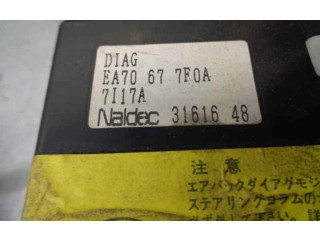 DIAG
EA70 67 7F0A
7I17A
Naldec 31616 48
注意
エアバックダイアグモジ
ステアリングコラムの